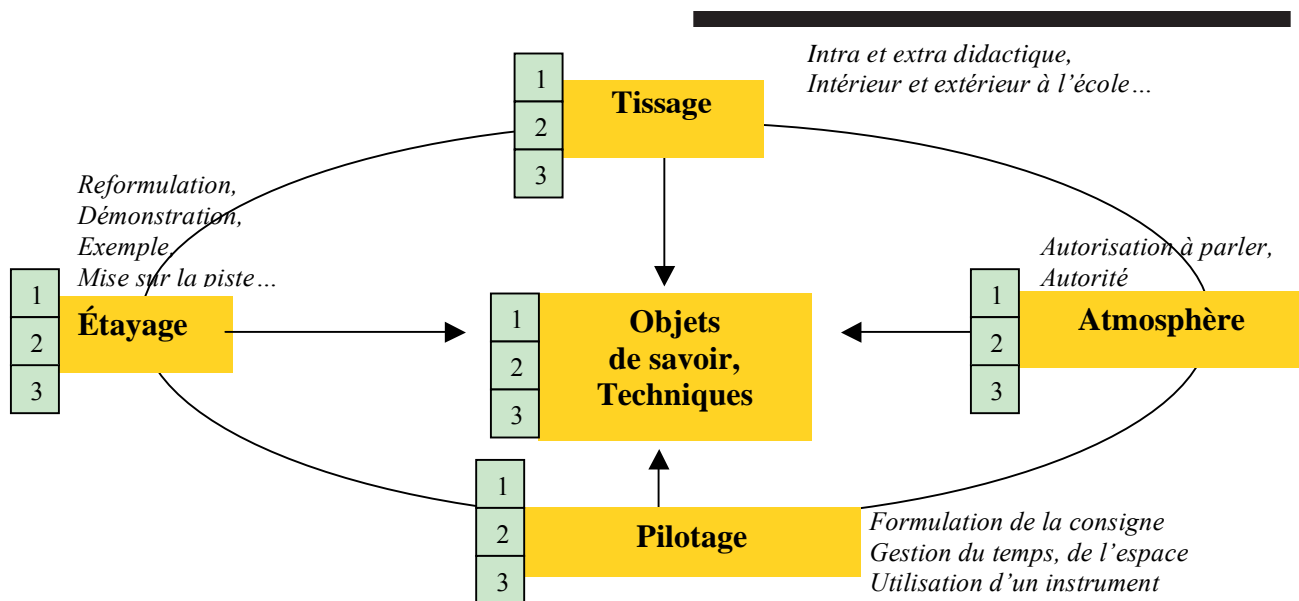 Intra et extra didactique,
Intérieur et extérieur à l'école…
1
2
3
Tissage
Reformulation,
Démonstration,
Exemple,
Mise sur la piste…
1
2
3
Étayage
1
2
3
Objets
de savoir,
Techniques
Autorisation à parler,
Autorité
1
2
3
Atmosphère
1
2
3
Pilotage
Formulation de la consigne
Gestion du temps, de l'espace
Utilisation d'un instrument